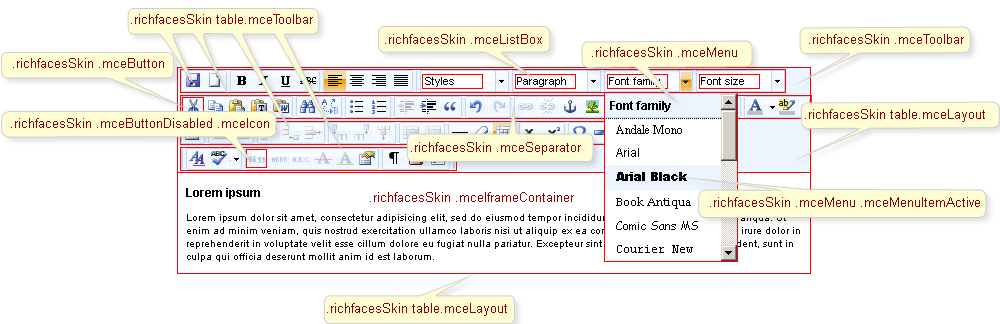 .richfacesSkin table.mceToolbar
.richfacesSkin .mceListBox
.richfacesSkin .mceMenu
.richfacesSkin .mceToolbar
.richfacesSkin .mceButton
B I U ABC
Styles
Paragraph
Font family
Font size
.richfacesSkin .mceButtonDisabled .mceIcon
.richfacesSkin table.mceLayout
.richfacesSkin .mceSeparator
Font family
Andale Mono
Arial
Arial Black
Book Antiqua
Comic Sans MS
Courier New
.richfacesSkin .mceMenu .mceMenuItemActive
Lorem ipsum
.richfacesSkin .mceIframeContainer
Lorem ipsum dolor sit amet, consectetur adipisicing elit, sed do eiusmod tempor incididun
aliqua. Ut
enim ad minim veniam, quis nostrud exercitation ullamco laboris nisi ut aliquip ex ea com
irure dolor in
reprehenderit in voluptate velit esse cillum dolore eu fugiat nulla pariatur. Excepteur sint
dent, sunt in
culpa qui officia deserunt mollit anim id est laborum.
.richfacesSkin table.mceLayout